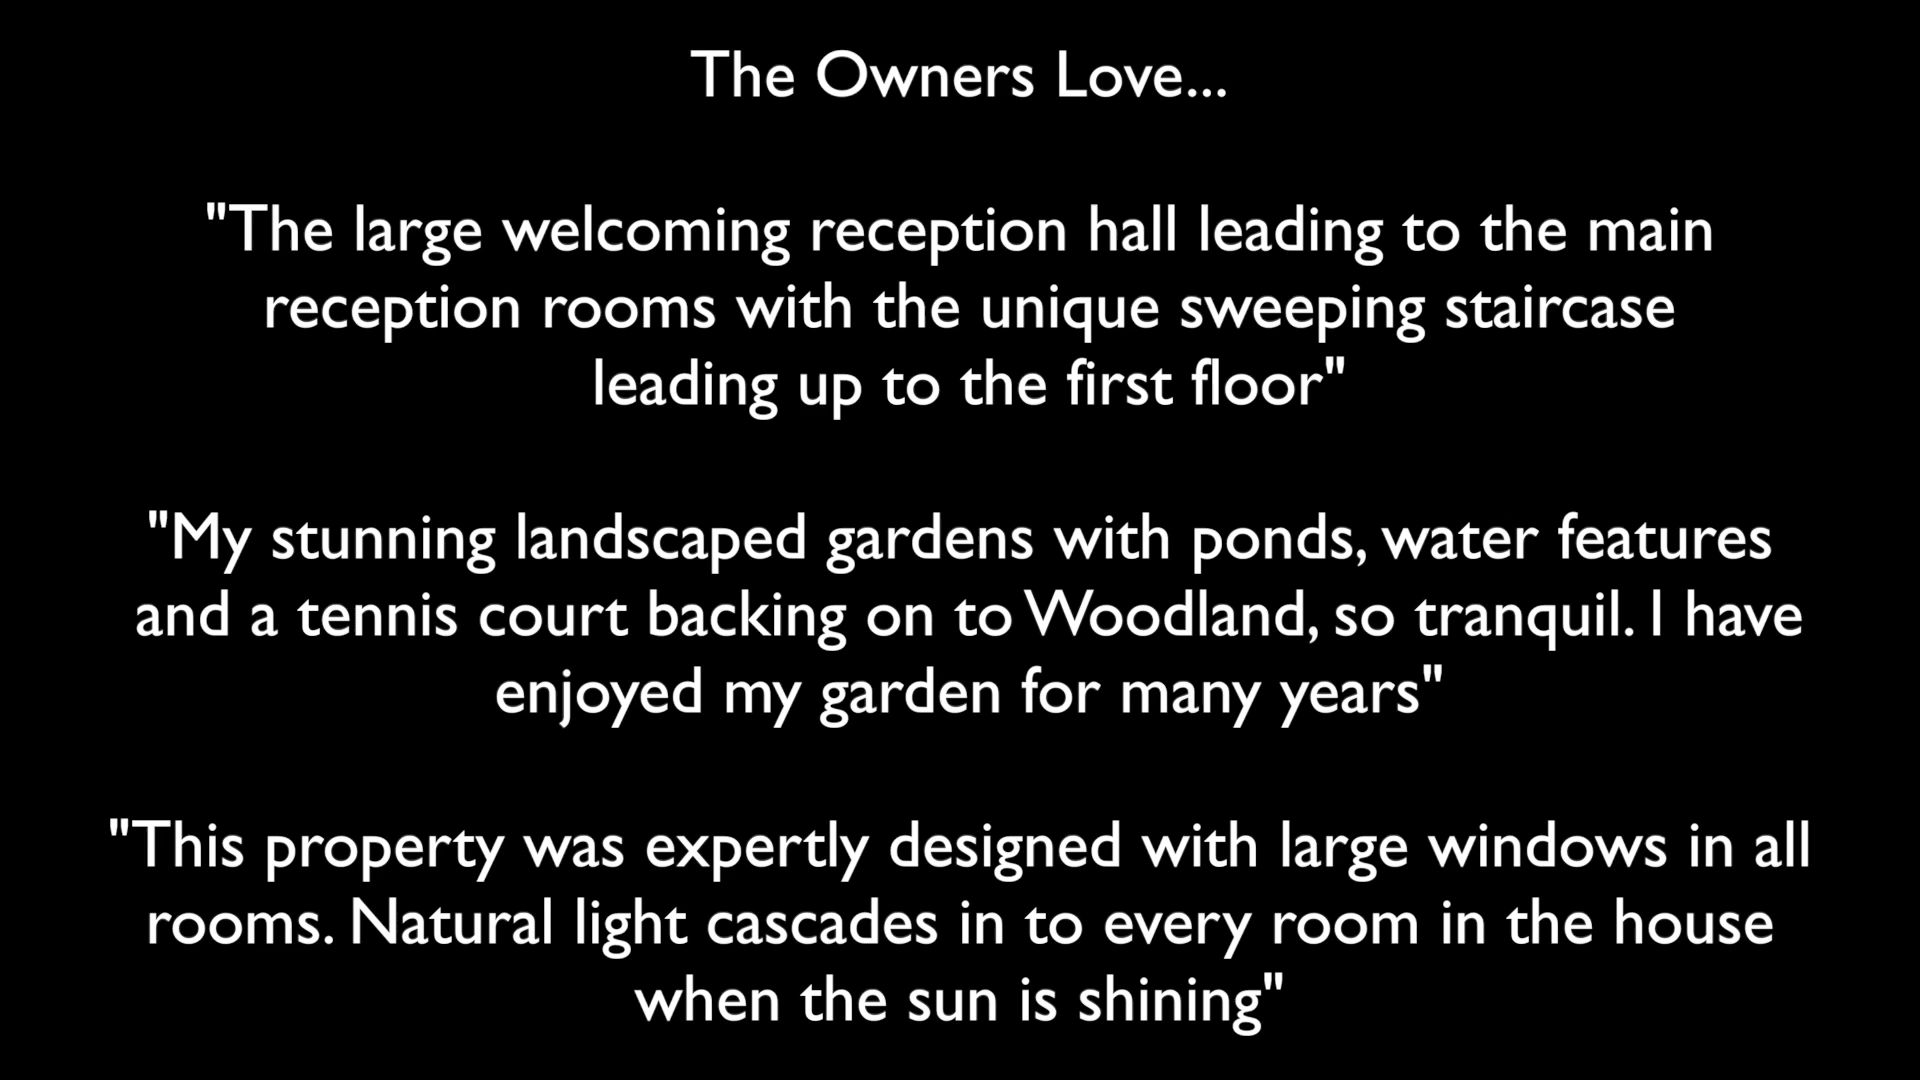 The Owners Love...
"The large welcoming reception hall leading to the main
reception rooms with the unique sweeping staircase
leading up to the first floor"
"My stunning landscaped gardens with ponds, water features
and a tennis court backing on to Woodland, so tranquil. I have
enjoyed my garden for many years"
"This property was expertly designed with large windows in all
rooms. Natural light cascades in to every room in the house
when the sun is shining"